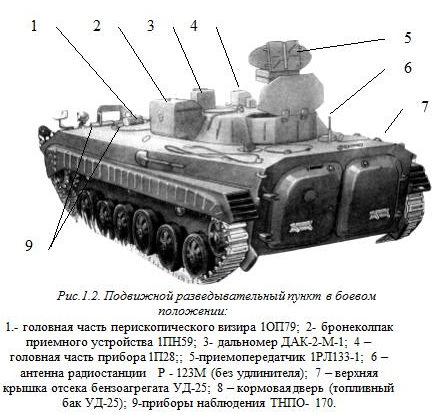 1 2 3 4
5
6
7
9
Рис.1.2. Подвижной разведывательный пункт в боевом
положении:
1.- головная часть перископического визира 1ОП79; 2- бронеколпак
приемного устройства 1ПН59; 3- дальномер ДАК-2-М-1; 4 –
головная часть прибора 1П28;; 5-приемопередатчик 1РЛ133-1; 6 –
антенна радиостанции Р - 123М (без удлинителя); 7 – верхняя
крышка отсека бензоагрегата УД-25; 8 – кормовая дверь (топливный
бак УД-25); 9-приборы наблюдения ТНПО- 170.